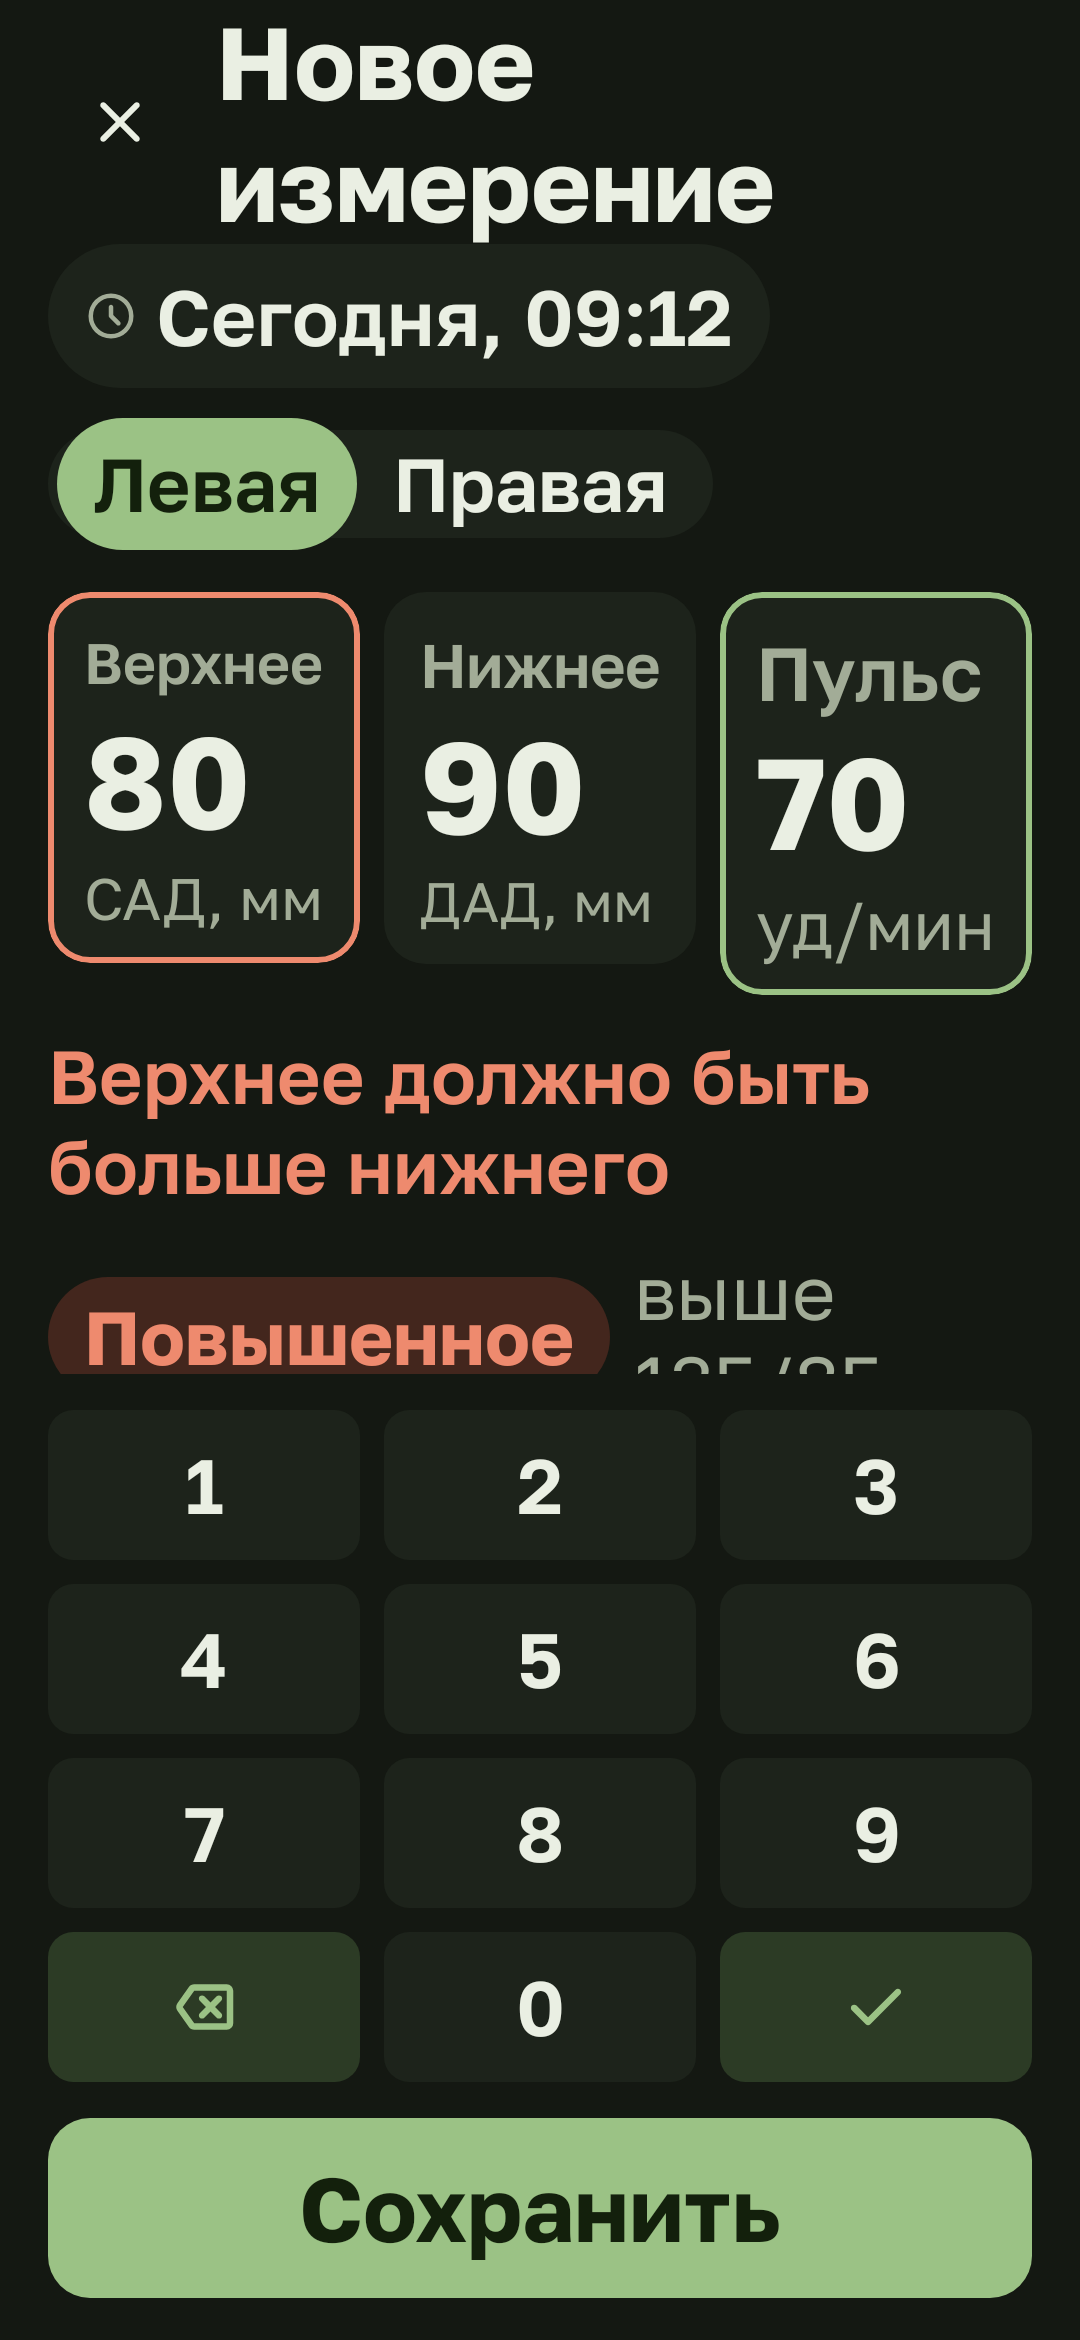 Новое
измерение
Сегодня, 09:12
Левая Правая
Верхнее Нижнее Пульс
80 90 70
САД, мм ДАД, мм уд/мин
Верхнее должно быть
больше нижнего
Повышенное выше
1 2 3
4 5 6
7 8 9
0
Сохранить